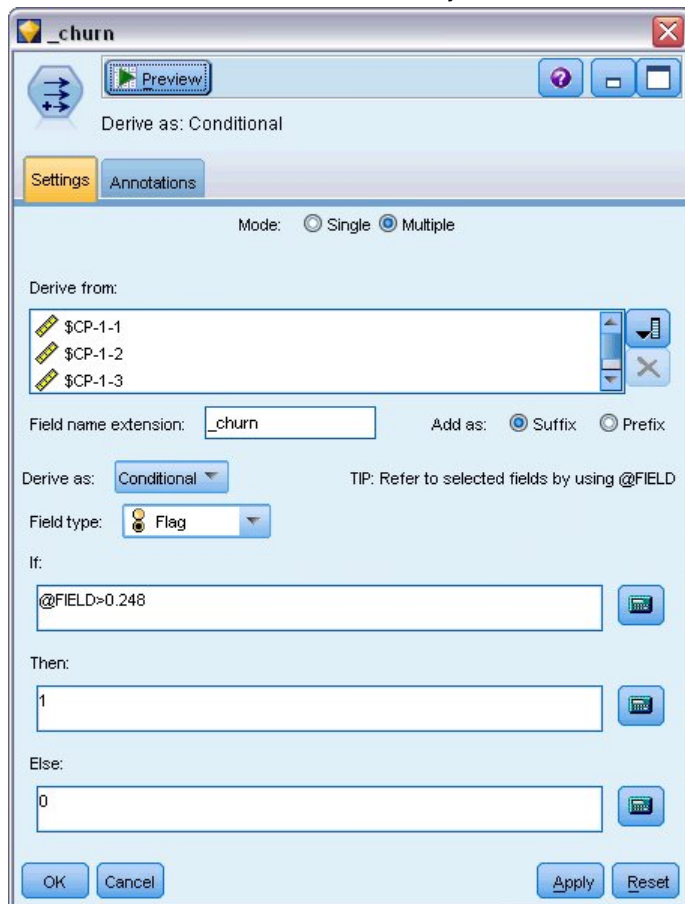 _churn
Preview
Derive as: Conditional
Settings Annotations
Mode: Single Multiple
Derive from:
$CP-1-1
$CP-1-2
$CP-1-3
Field name extension: _churn Add as: Suffix Prefix
Derive as: Conditional TIP: Refer to selected fields by using @FIELD
Field type: Flag
If:
@FIELD>0.248
Then:
1
Else:
0
OK Cancel Apply Reset